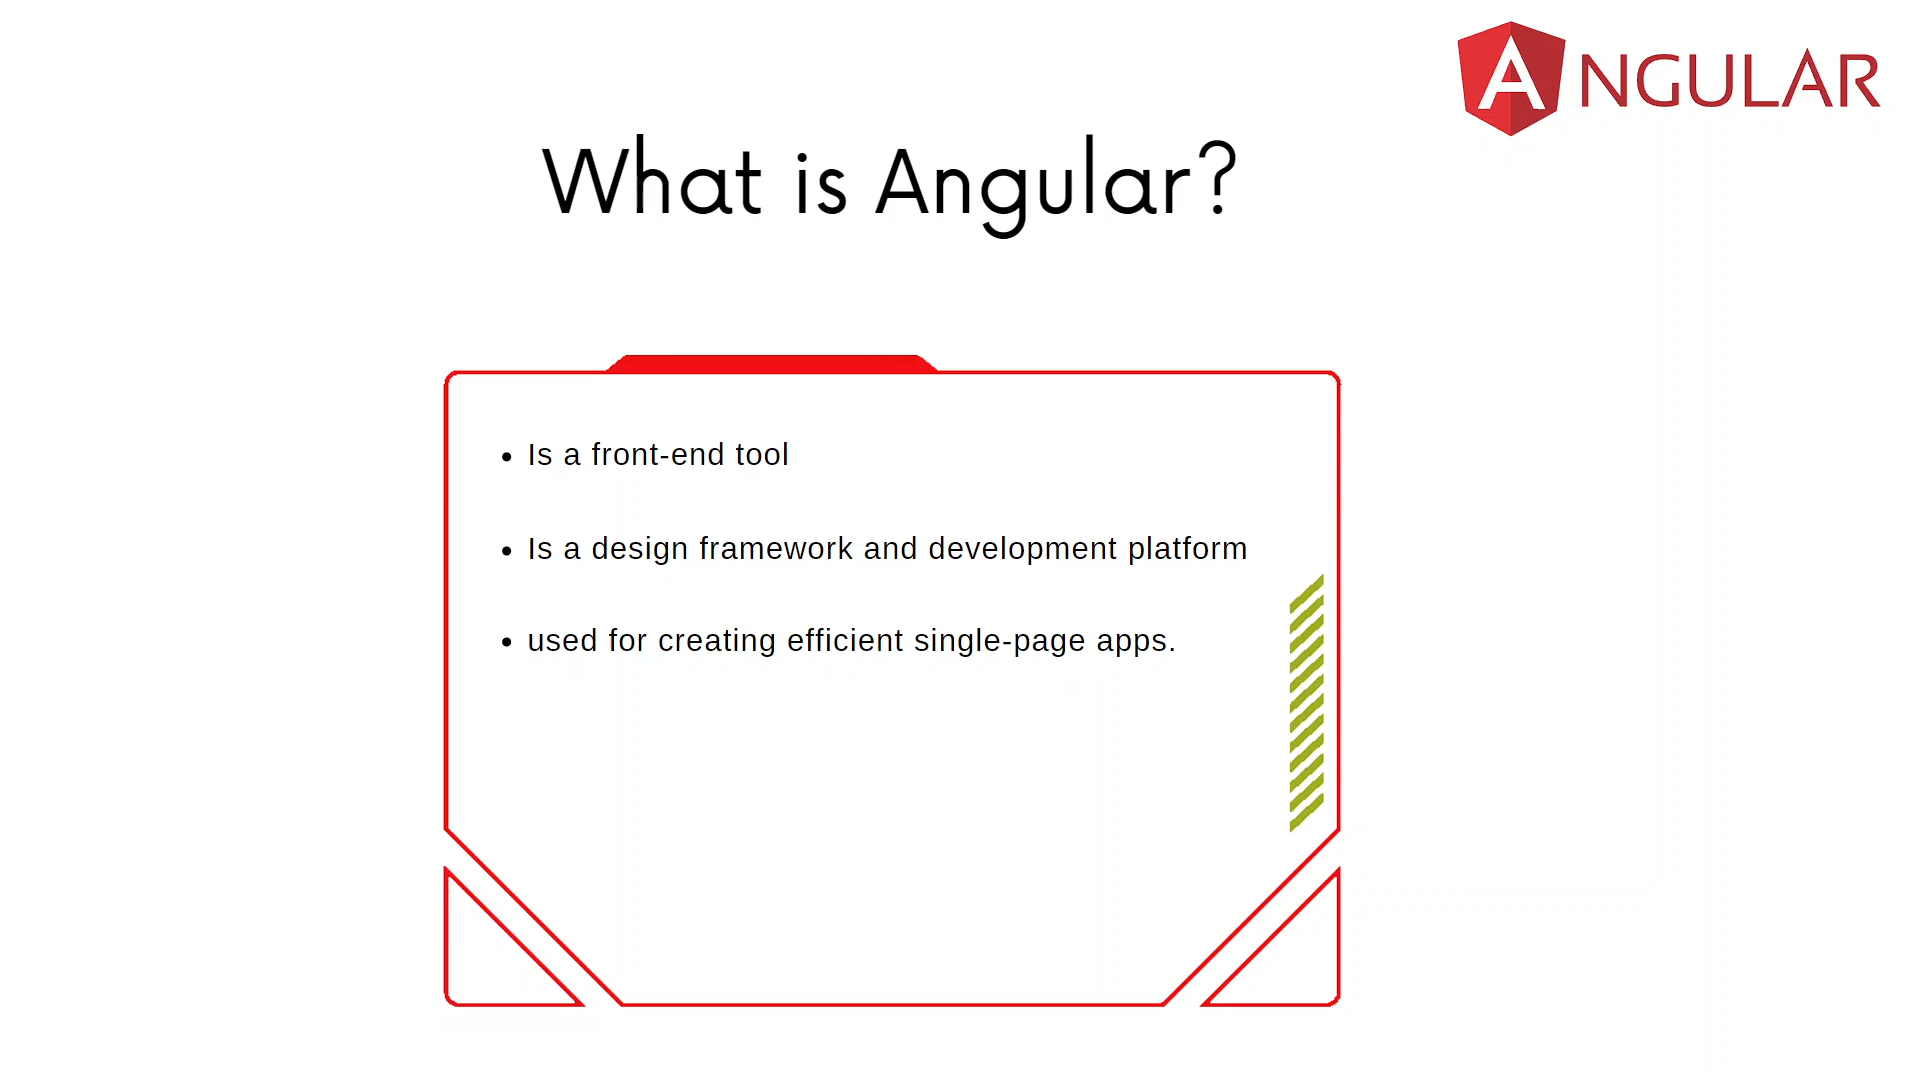 ANGULAR
What is Angular?
• Is a front-end tool
• Is a design framework and development platform
• used for creating efficient single-page apps.